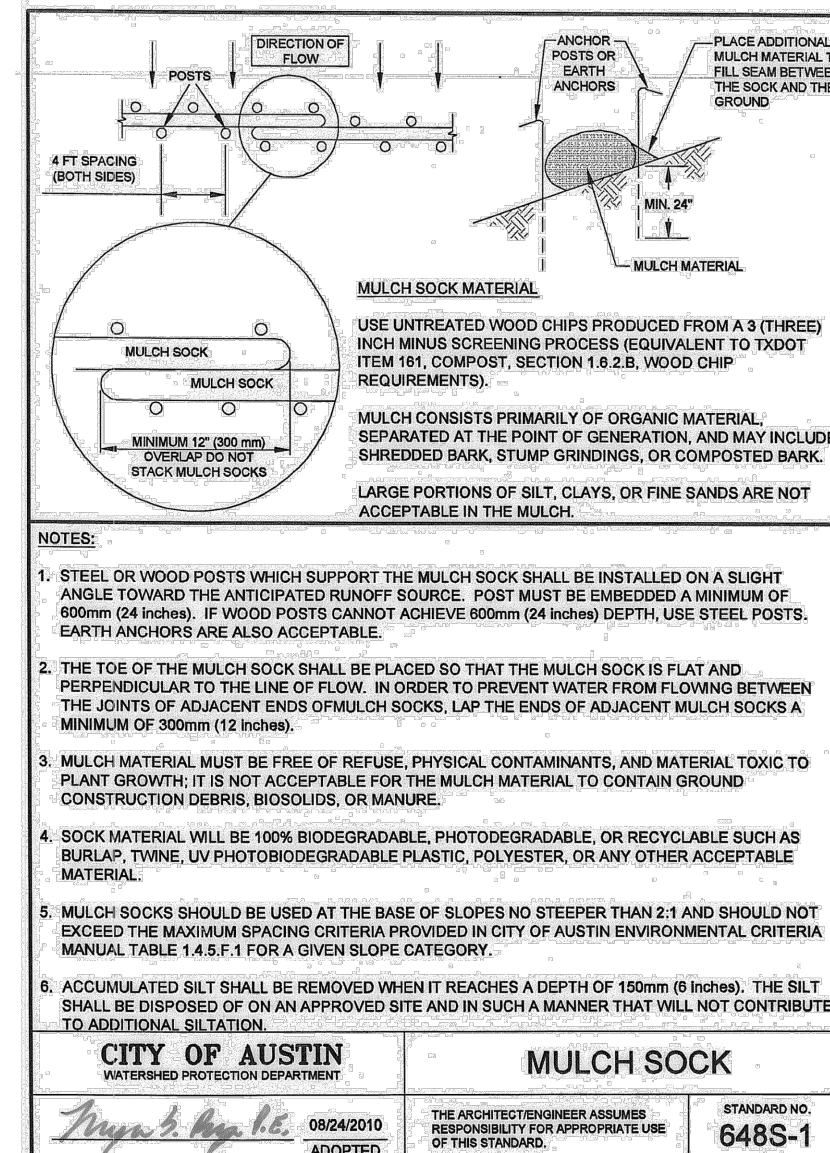 DIRECTION OF
FLOW
POSTS
4 FT SPACING
(BOTH SIDES)
ANCHOR
POSTS OR
EARTH
ANCHORS
PLACE ADDITIONAL
MULCH MATERIAL T
FILL SEAM BETWEE
THE SOCK AND THE
GROUND
MIN. 24"
MULCH MATERIAL
MULCH SOCK
MULCH SOCK
MINIMUM 12" (300 mm)
OVERLAP DO NOT
STACK MULCH SOCKS
MULCH SOCK MATERIAL
USE UNTREATED WOOD CHIPS PRODUCED FROM A 3 (THREE)
INCH MINUS SCREENING PROCESS (EQUIVALENT TO TXDOT
ITEM 161, COMPOST, SECTION 1.6.2.B, WOOD CHIP
REQUIREMENTS).
MULCH CONSISTS PRIMARILY OF ORGANIC MATERIAL,
SEPARATED AT THE POINT OF GENERATION, AND MAY INCLUDE
SHREDDED BARK, STUMP GRINDINGS, OR COMPOSTED BARK.
LARGE PORTIONS OF SILT, CLAYS, OR FINE SANDS ARE NOT
ACCEPTABLE IN THE MULCH.
NOTES:
1. STEEL OR WOOD POSTS WHICH SUPPORT THE MULCH SOCK SHALL BE INSTALLED ON A SLIGHT
ANGLE TOWARD THE ANTICIPATED RUNOFF SOURCE. POST MUST BE EMBEDDED A MINIMUM OF
600mm (24 inches). IF WOOD POSTS CANNOT ACHIEVE 600mm (24 inches) DEPTH, USE STEEL POSTS.
EARTH ANCHORS ARE ALSO ACCEPTABLE.
2. THE TOE OF THE MULCH SOCK SHALL BE PLACED SO THAT THE MULCH SOCK IS FLAT AND
PERPENDICULAR TO THE LINE OF FLOW. IN ORDER TO PREVENT WATER FROM FLOWING BETWEEN
THE JOINTS OF ADJACENT ENDS OFMULCH SOCKS, LAP THE ENDS OF ADJACENT MULCH SOCKS A
MINIMUM OF 300mm (12 inches).
3. MULCH MATERIAL MUST BE FREE OF REFUSE, PHYSICAL CONTAMINANTS, AND MATERIAL TOXIC TO
PLANT GROWTH; IT IS NOT ACCEPTABLE FOR THE MULCH MATERIAL TO CONTAIN GROUND
CONSTRUCTION DEBRIS, BIOSOLIDS, OR MANURE.
4. SOCK MATERIAL WILL BE 100% BIODEGRADABLE, PHOTODEGRADABLE, OR RECYCLABLE SUCH AS
BURLAP, TWINE, UV PHOTOBIODEGRADABLE PLASTIC, POLYESTER, OR ANY OTHER ACCEPTABLE
MATERIAL.
5. MULCH SOCKS SHOULD BE USED AT THE BASE OF SLOPES NO STEEPER THAN 2:1 AND SHOULD NOT
EXCEED THE MAXIMUM SPACING CRITERIA PROVIDED IN CITY OF AUSTIN ENVIRONMENTAL CRITERIA
MANUAL TABLE 1.4.5.F.1 FOR A GIVEN SLOPE CATEGORY.
6. ACCUMULATED SILT SHALL BE REMOVED WHEN IT REACHES A DEPTH OF 150mm (6 inches). THE SILT
SHALL BE DISPOSED OF ON AN APPROVED SITE AND IN SUCH A MANNER THAT WILL NOT CONTRIBUTE
TO ADDITIONAL SILTATION.
CITY OF AUSTIN
WATERSHED PROTECTION DEPARTMENT
MULCH SOCK
P.E. 08/24/2010
ADOPTED
THE ARCHITECT/ENGINEER ASSUMES
RESPONSIBILITY FOR APPROPRIATE USE
OF THIS STANDARD.
STANDARD NO.
648S-1